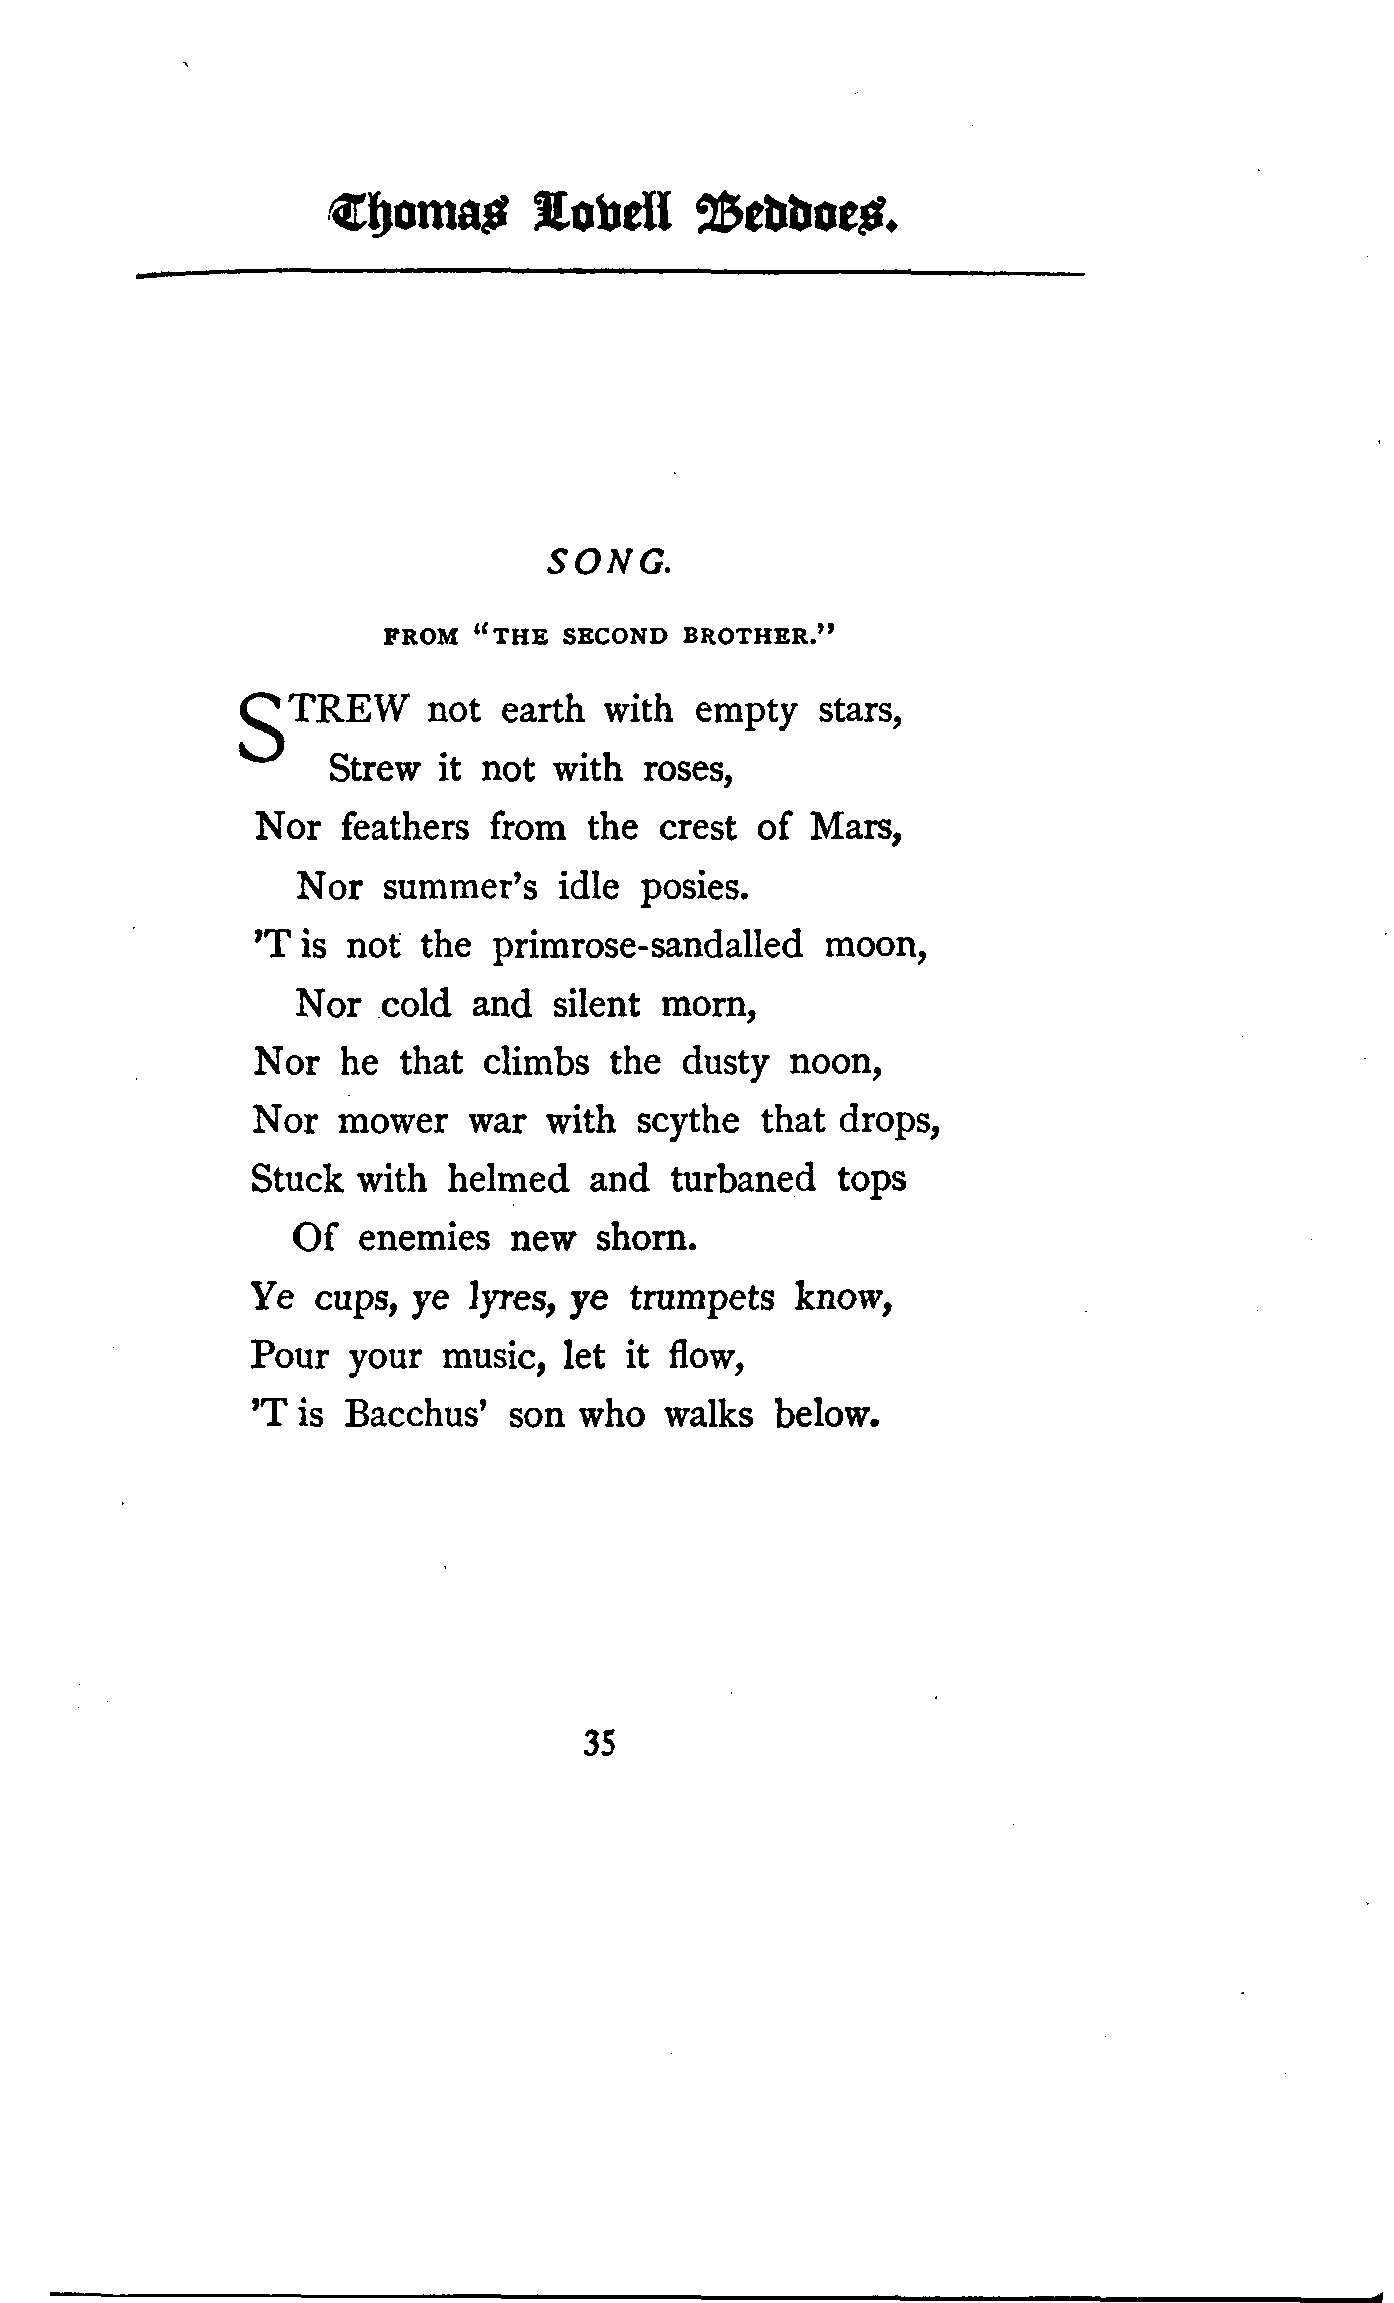 Thomas Lovell Beddoes.
SONG.
FROM "THE SECOND BROTHER."
STREW not earth with empty stars,
Strew it not with roses,
Nor feathers from the crest of Mars,
Nor summer's idle posies.
'T is not the primrose-sandalled moon,
Nor cold and silent morn,
Nor he that climbs the dusty noon,
Nor mower war with scythe that drops,
Stuck with helmed and turbaned tops
Of enemies new shorn.
Ye cups, ye lyres, ye trumpets know,
Pour your music, let it flow,
'T is Bacchus' son who walks below.
35